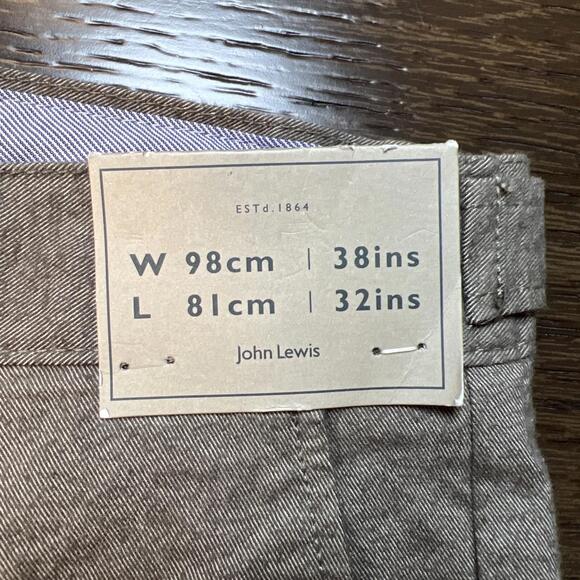 ESTd.1864
W 98cm | 38ins
L 81cm | 32ins
John Lewis